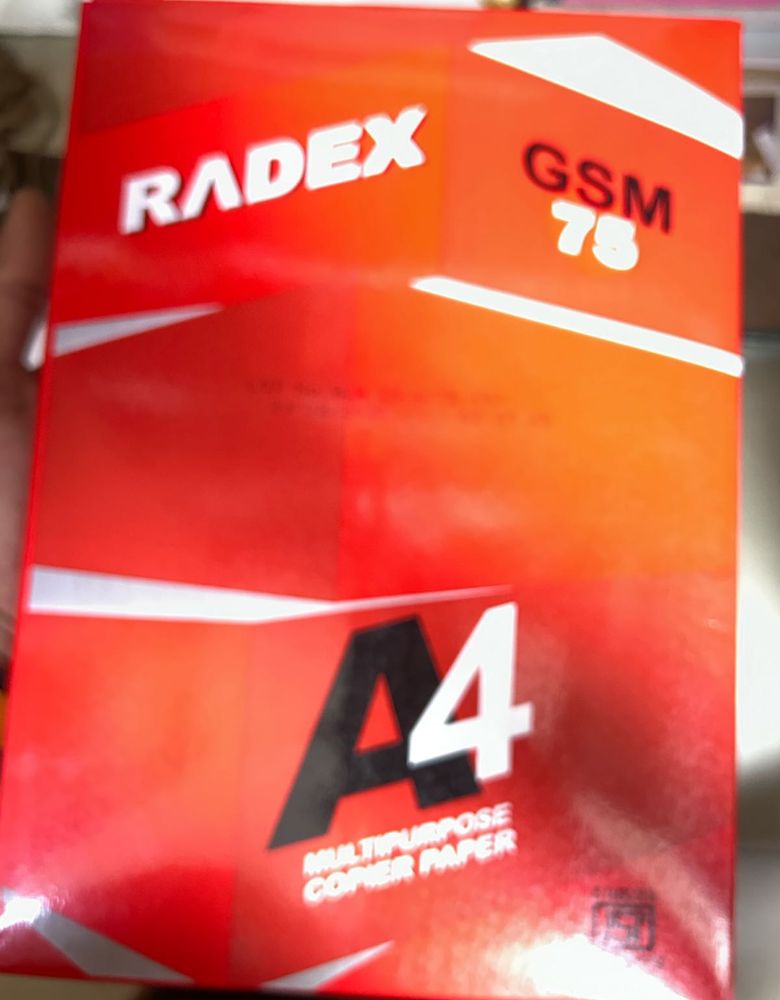 RADEX
GSM
75
A4
MULTIPURPOSE
COPIER PAPER